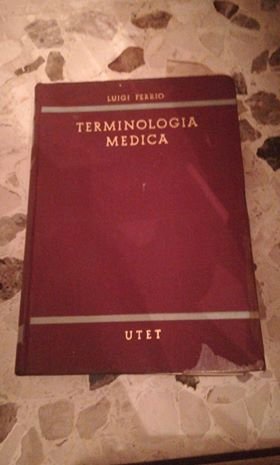 LUIGI FERRIO
TERMINOLOGIA
MEDICA
UTET